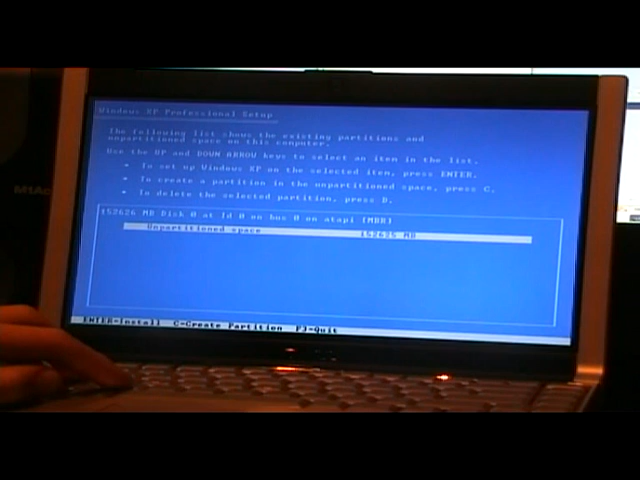 Windows XP Professional Setup
The following list shows the existing partitions and
unpartitioned space on this computer.
Use the UP and DOWN ARROW keys to select an item in the list.
• To set up Windows XP on the selected item, press ENTER.
• To create a partition in the unpartitioned space, press C.
• To delete the selected partition, press D.
152626 MB Disk 0 at Id 0 on bus 0 on atapi [MBR]
Unpartitioned space 152625 MB
ENTER=Install C=Create Partition F3=Quit